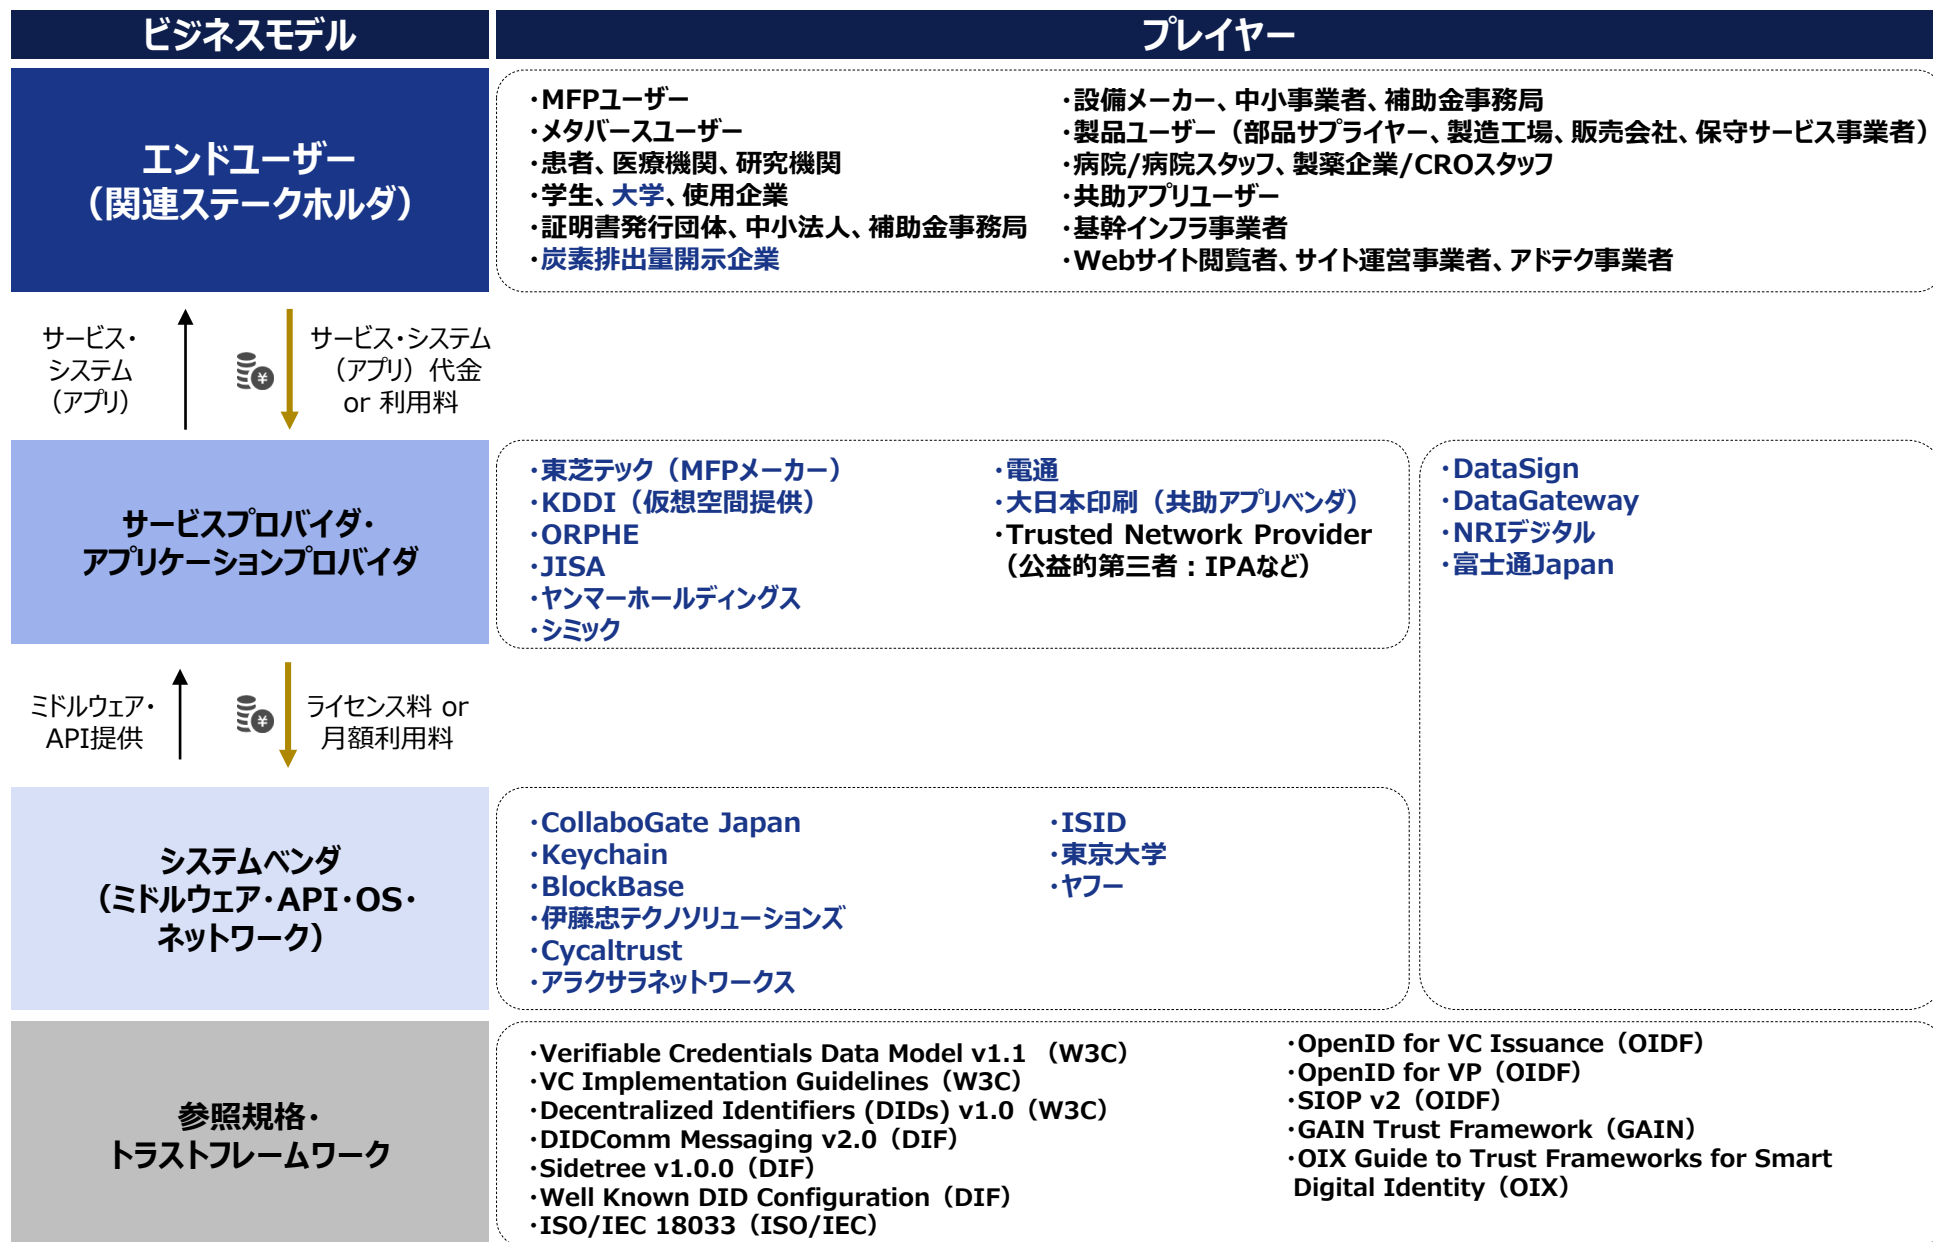 ビジネスモデル
プレイヤー
エンドユーザー
（関連ステークホルダ）
・MFPユーザー
・メタバースユーザー
・患者、医療機関、研究機関
・学生、大学、使用企業
・証明書発行団体、中小法人、補助金事務局
・炭素排出量開示企業
・設備メーカー、中小事業者、補助金事務局
・製品ユーザー（部品サプライヤー、製造工場、販売会社、保守サービス事業者）
・病院/病院スタッフ、製薬企業/CROスタッフ
・共助アプリユーザー
・基幹インフラ事業者
・Webサイト閲覧者、サイト運営事業者、アドテク事業者
サービス・
システム
（アプリ）
¥
サービス・システム
（アプリ）代金
or 利用料
サービスプロバイダ・
アプリケーションプロバイダ
・東芝テック（MFPメーカー）
・KDDI（仮想空間提供）
・ORPHE
・JISA
・ヤンマーホールディングス
・シミック
・電通
・大日本印刷（共助アプリベンダ）
・Trusted Network Provider
（公益的第三者：IPAなど）
・DataSign
・DataGateway
・NRIデジタル
・富士通Japan
ミドルウェア・
API提供
¥
ライセンス料 or
月額利用料
システムベンダ
（ミドルウェア・API・OS・
ネットワーク）
・CollaboGate Japan
・Keychain
・BlockBase
・伊藤忠テクノソリューションズ
・Cycaltrust
・アラクサラネットワークス
・ISID
・東京大学
・ヤフー
参照規格・
トラストフレームワーク
・Verifiable Credentials Data Model v1.1 （W3C）
・VC Implementation Guidelines（W3C）
・Decentralized Identifiers (DIDs) v1.0（W3C）
・DIDComm Messaging v2.0（DIF）
・Sidetree v1.0.0（DIF）
・Well Known DID Configuration（DIF）
・ISO/IEC 18033（ISO/IEC）
・OpenID for VC Issuance（OIDF）
・OpenID for VP（OIDF）
・SIOP v2（OIDF）
・GAIN Trust Framework（GAIN）
・OIX Guide to Trust Frameworks for Smart
Digital Identity（OIX）